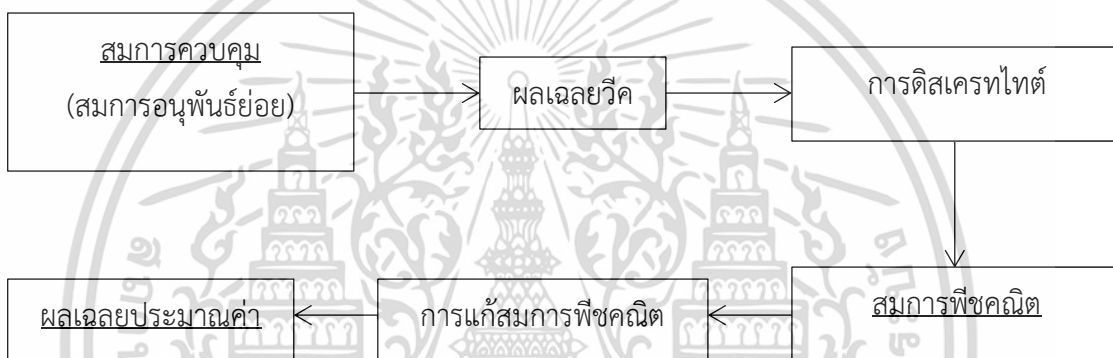 สมการควบคุม
(สมการอนุพันธ์ย่อย)
ผลเฉลยวีค
การดิสเครทไทต์
สมการพีชคณิต
การแก้สมการพีชคณิต
ผลเฉลยประมาณค่า